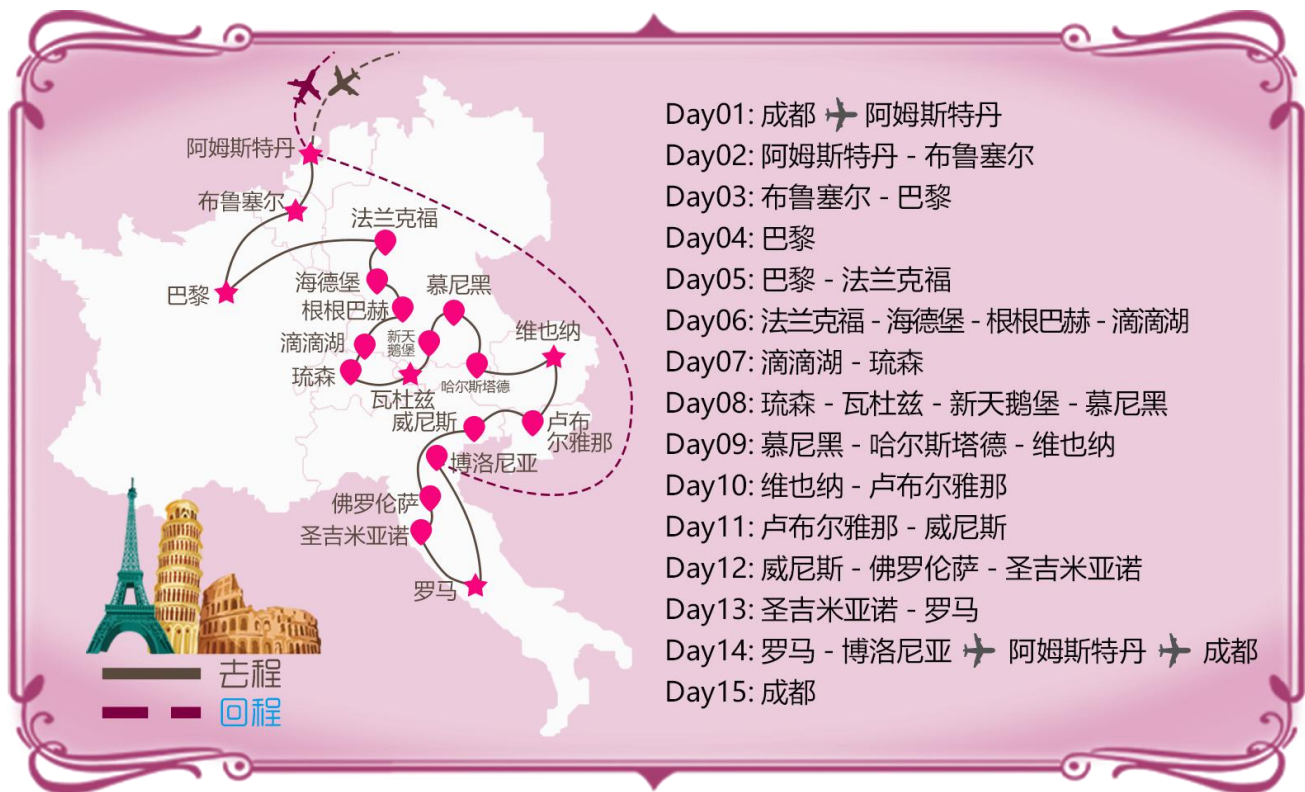 阿姆斯特丹
布鲁塞尔
法兰克福
巴黎
海德堡
慕尼黑
根根巴赫
维也纳
滴滴湖
新天
鹅堡
琉森
哈尔斯塔德
瓦杜兹
威尼斯
卢布
尔雅那
博洛尼亚
佛罗伦萨
圣吉米亚诺
罗马
去程
回程
Day01: 成都 阿姆斯特丹
Day02: 阿姆斯特丹 - 布鲁塞尔
Day03: 布鲁塞尔 - 巴黎
Day04: 巴黎
Day05: 巴黎 - 法兰克福
Day06: 法兰克福 - 海德堡 - 根根巴赫 - 滴滴湖
Day07: 滴滴湖 - 琉森
Day08: 琉森 - 瓦杜兹 - 新天鹅堡 - 慕尼黑
Day09: 慕尼黑 - 哈尔斯塔德 - 维也纳
Day10: 维也纳 - 卢布尔雅那
Day11: 卢布尔雅那 - 威尼斯
Day12: 威尼斯 - 佛罗伦萨 - 圣吉米亚诺
Day13: 圣吉米亚诺 - 罗马
Day14: 罗马 - 博洛尼亚 阿姆斯特丹 成都
Day15: 成都